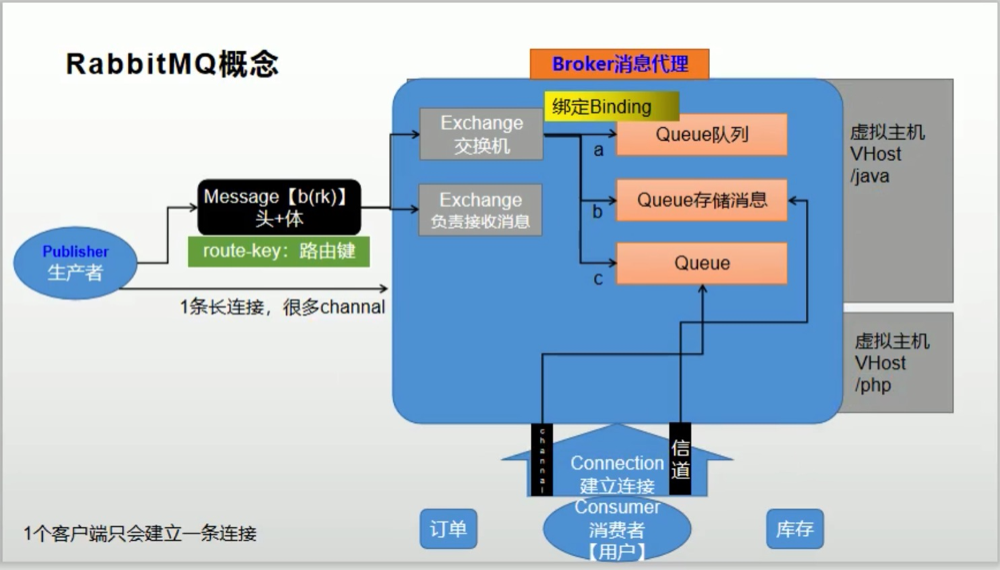 RabbitMQ概念
Broker消息代理
绑定Binding
Exchange
交换机
a
Queue队列
虚拟主机
VHost
/java
Message【b(rk)】
头+体
Exchange
负责接收消息
b
Queue存储消息
route-key：路由键
Publisher
生产者
c
Queue
1条长连接，很多channal
虚拟主机
VHost
/php
channal
信道
Connection
建立连接
Consumer
消费者
【用户】
订单
库存
1个客户端只会建立一条连接